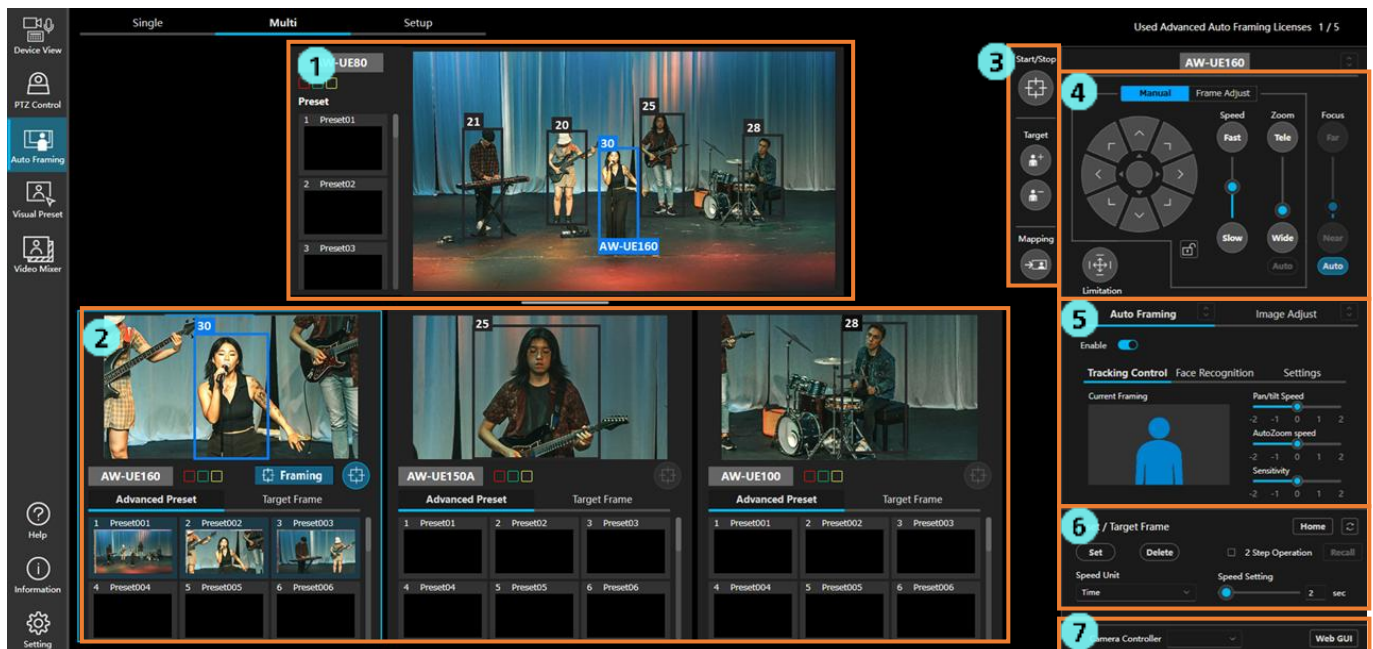 Single Multi Setup
Used Advanced Auto Framing Licenses 1 / 5
Device View
PTZ Control
Auto Framing
Visual Preset
Video Mixer
Help
Information
Setting
1
-UE80
Preset
1 Preset01
2 Preset02
3 Preset03
21
20
30
25
28
AW-UE160
3
Start/Stop
Target
Mapping
AW-UE160
4
Manual Frame Adjust
Speed Zoom Focus
Fast Tele Far
Slow Wide Near
Auto Auto
Limitation
2
30
AW-UE160 Framing
Advanced Preset Target Frame
1 Preset001 2 Preset002 3 Preset003
4 Preset004 5 Preset005 6 Preset006
25
AW-UE150A
Advanced Preset Target Frame
1 Preset01 2 Preset02 3 Preset03
4 Preset04 5 Preset05 6 Preset06
28
AW-UE100
Advanced Preset Target Frame
1 Preset001 2 Preset002 3 Preset003
4 Preset004 5 Preset005 6 Preset006
5
Auto Framing Image Adjust
Enable
Tracking Control Face Recognition Settings
Current Framing
Pan/tilt Speed
-2 -1 0 1 2
AutoZoom speed
-2 -1 0 1 2
Sensitivity
-2 -1 0 1 2
6
/ Target Frame Home
Set Delete 2 Step Operation Recall
Speed Unit Speed Setting
Time 2 sec
7
amera Controller Web GUI